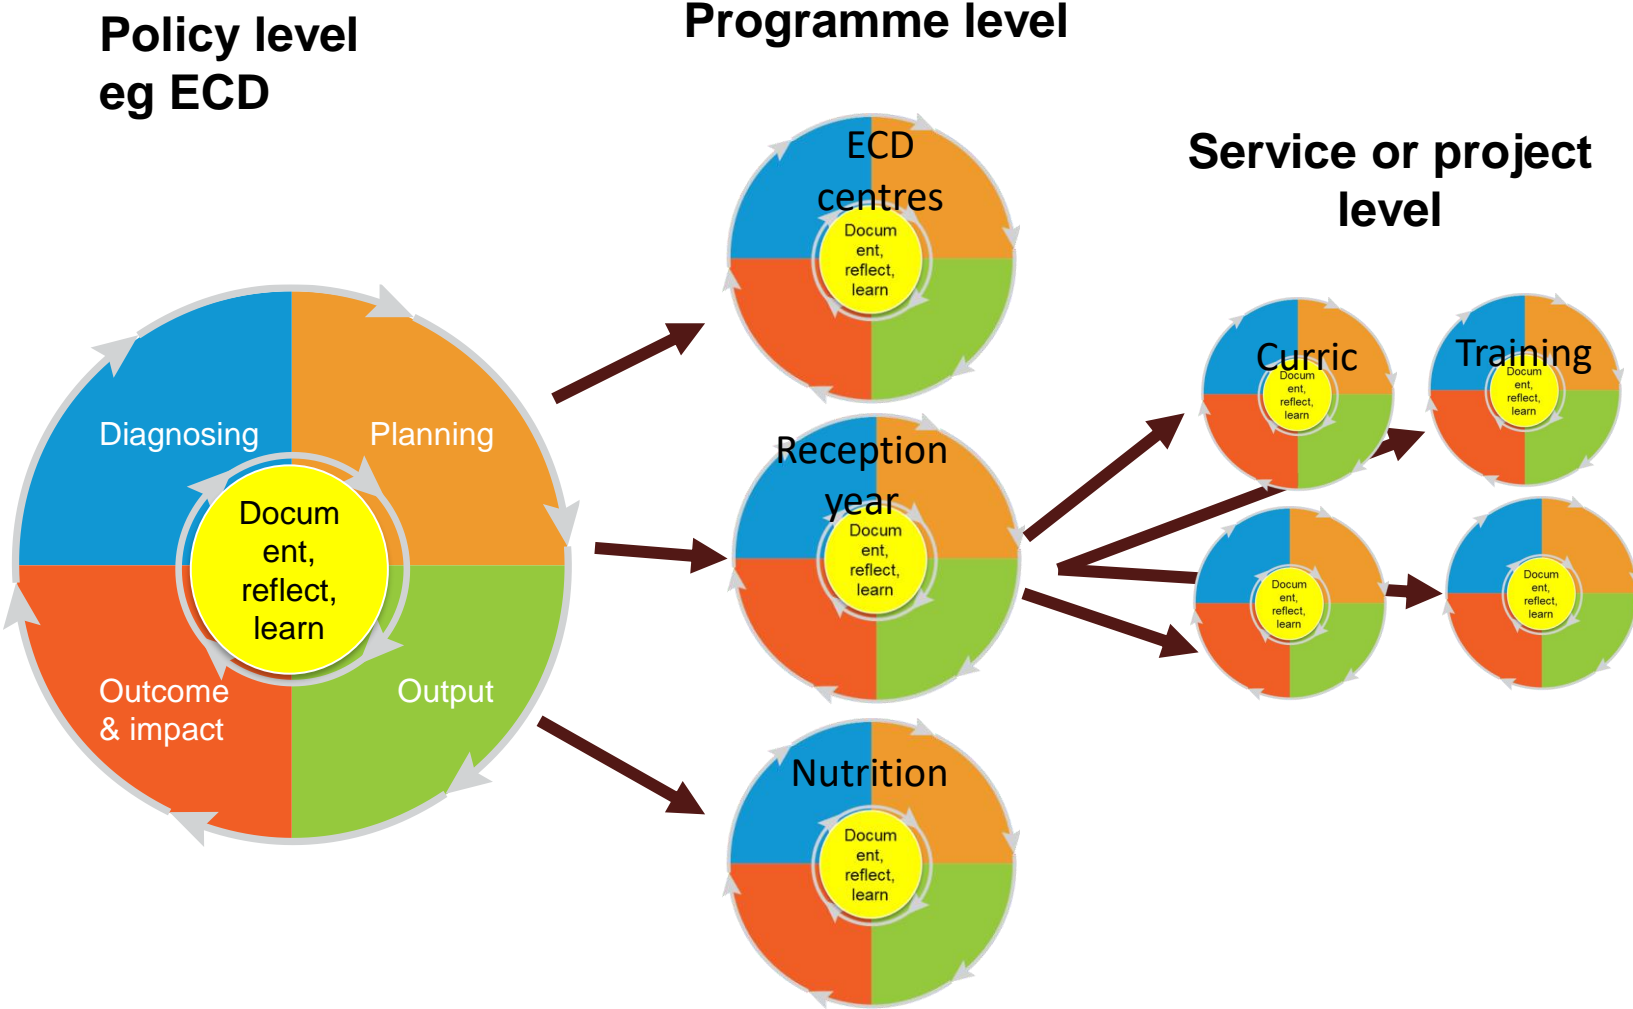 Policy level
eg ECD
Programme level
Service or project
level
Diagnosing
Planning
Docum
ent,
reflect,
learn
Outcome
& impact
Output
ECD
centres
Docum
ent,
reflect,
learn
Reception
year
Docum
ent,
reflect,
learn
Nutrition
Docum
ent,
reflect,
learn
Curric
Docum
ent,
reflect,
learn
Training
Docum
ent,
reflect,
learn
Docum
ent,
reflect,
learn
Docum
ent,
reflect,
learn